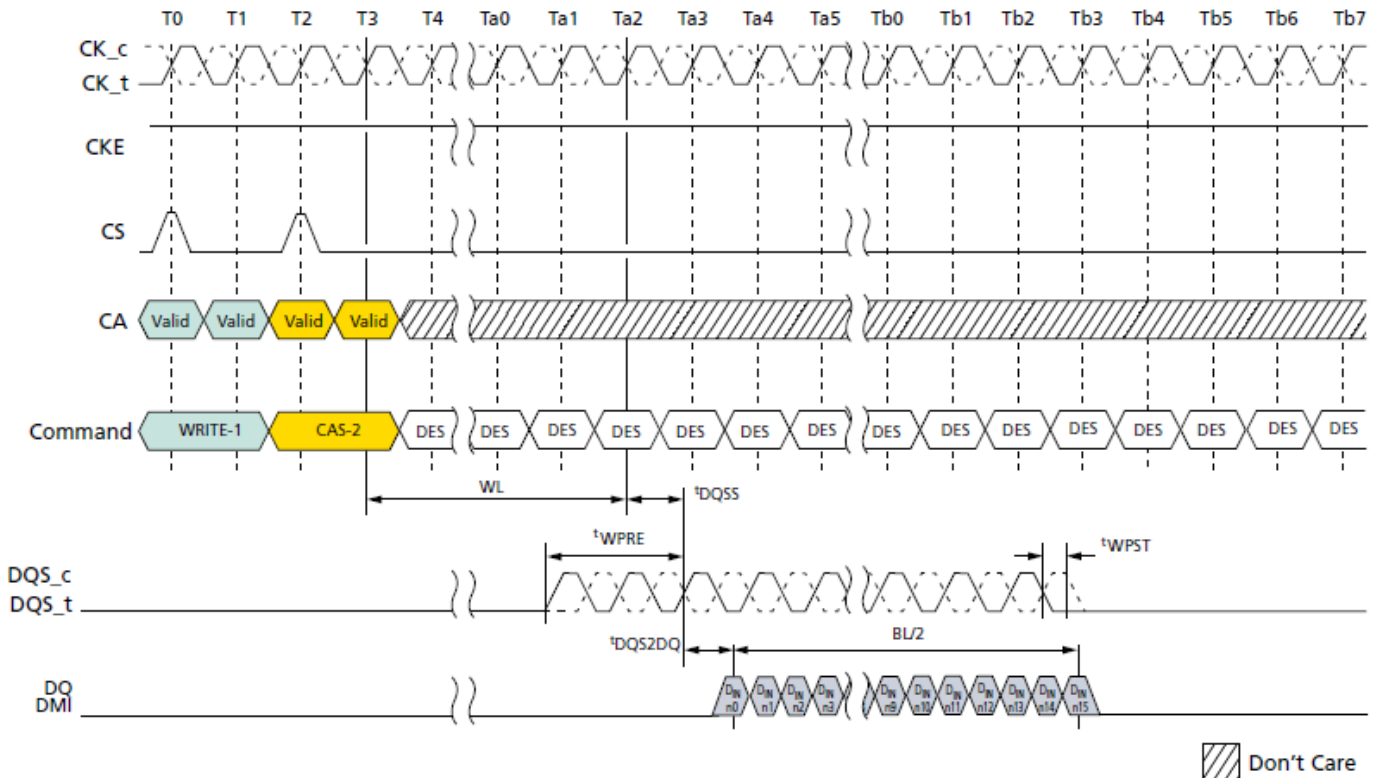 T0 T1 T2 T3 T4 Ta0 Ta1 Ta2 Ta3 Ta4 Ta5 Tb0 Tb1 Tb2 Tb3 Tb4 Tb5 Tb6 Tb7
CK_c
CK_t
CKE
CS
CA Valid Valid Valid Valid
Command WRITE-1 CAS-2 DES DES DES DES DES DES DES DES DES DES DES DES DES DES DES
WL tDQSS
tWPRE tWPST
DQS_c
DQS_t
tDQS2DQ BL/2
DQ DIN DIN DIN DIN DIN DIN DIN DIN DIN DIN DIN
DMI n0 n1 n2 n3 n9 n10 n11 n12 n13 n14 n15
Don't Care